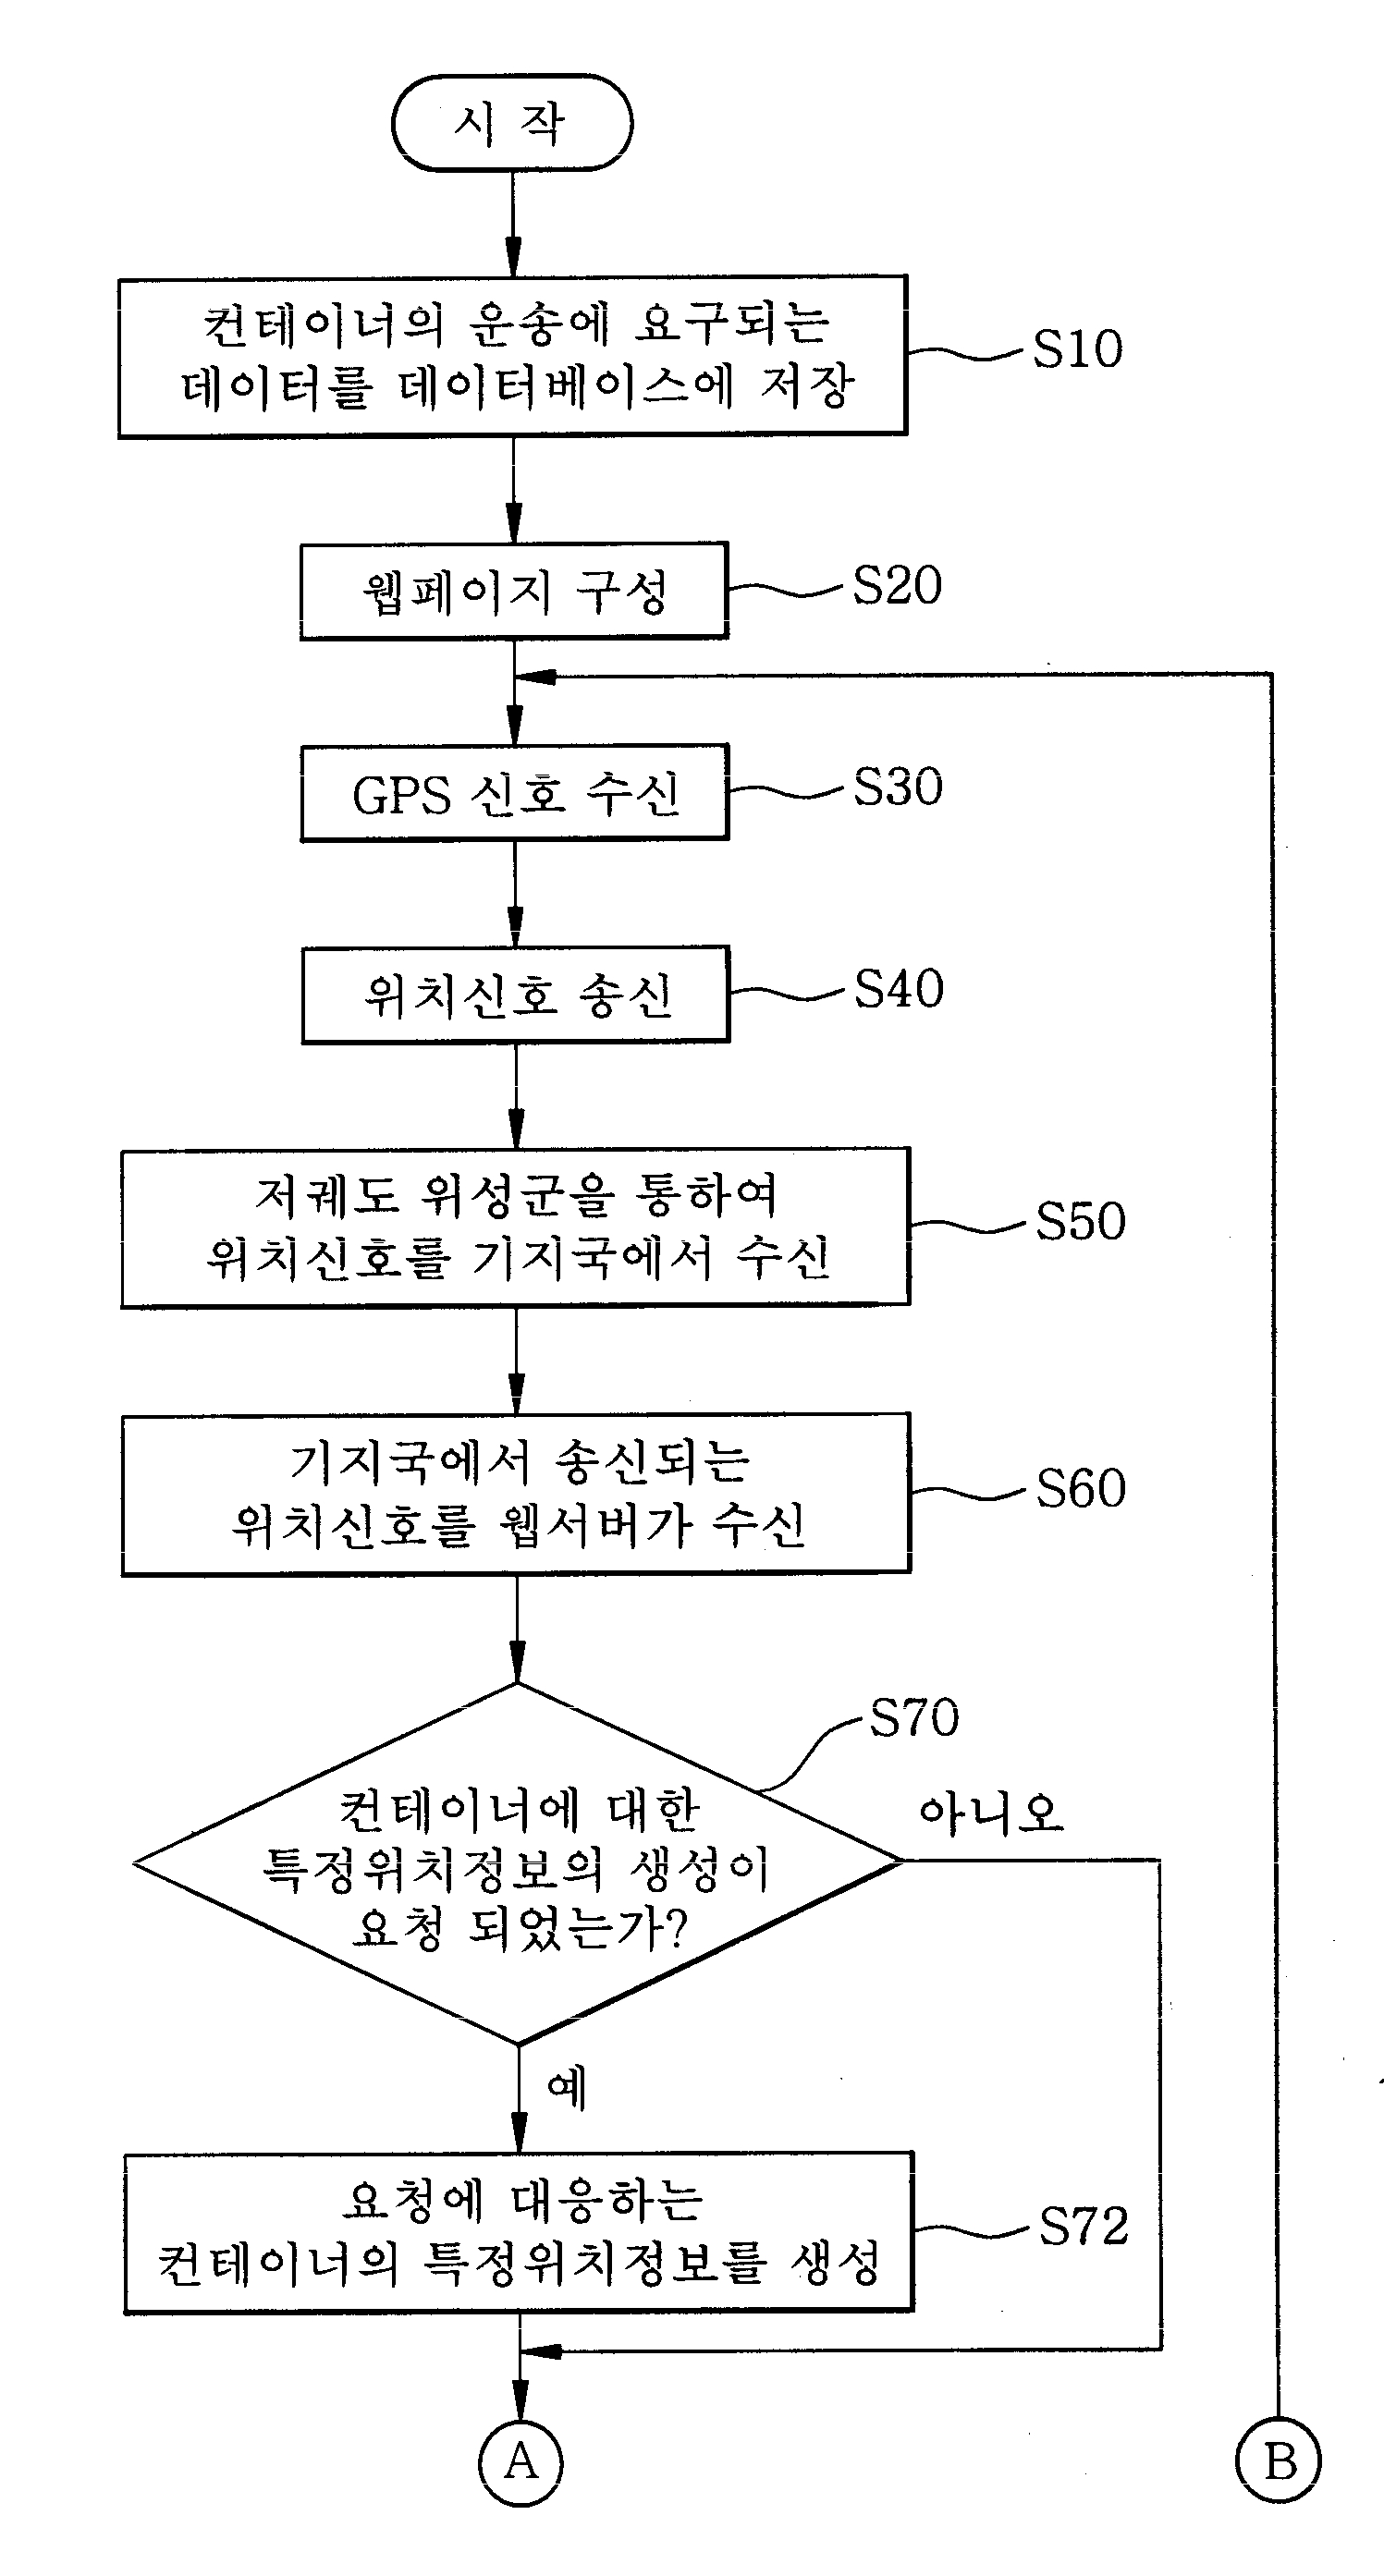 시 작
컨테이너의 운송에 요구되는
데이터를 데이터베이스에 저장
S10
웹페이지 구성
S20
GPS 신호 수신
S30
위치신호 송신
S40
저궤도 위성군을 통하여
위치신호를 기지국에서 수신
S50
기지국에서 송신되는
위치신호를 웹서버가 수신
S60
S70
컨테이너에 대한
특정위치정보의 생성이
요청 되었는가?
아니오
예
요청에 대응하는
컨테이너의 특정위치정보를 생성
S72
A
B